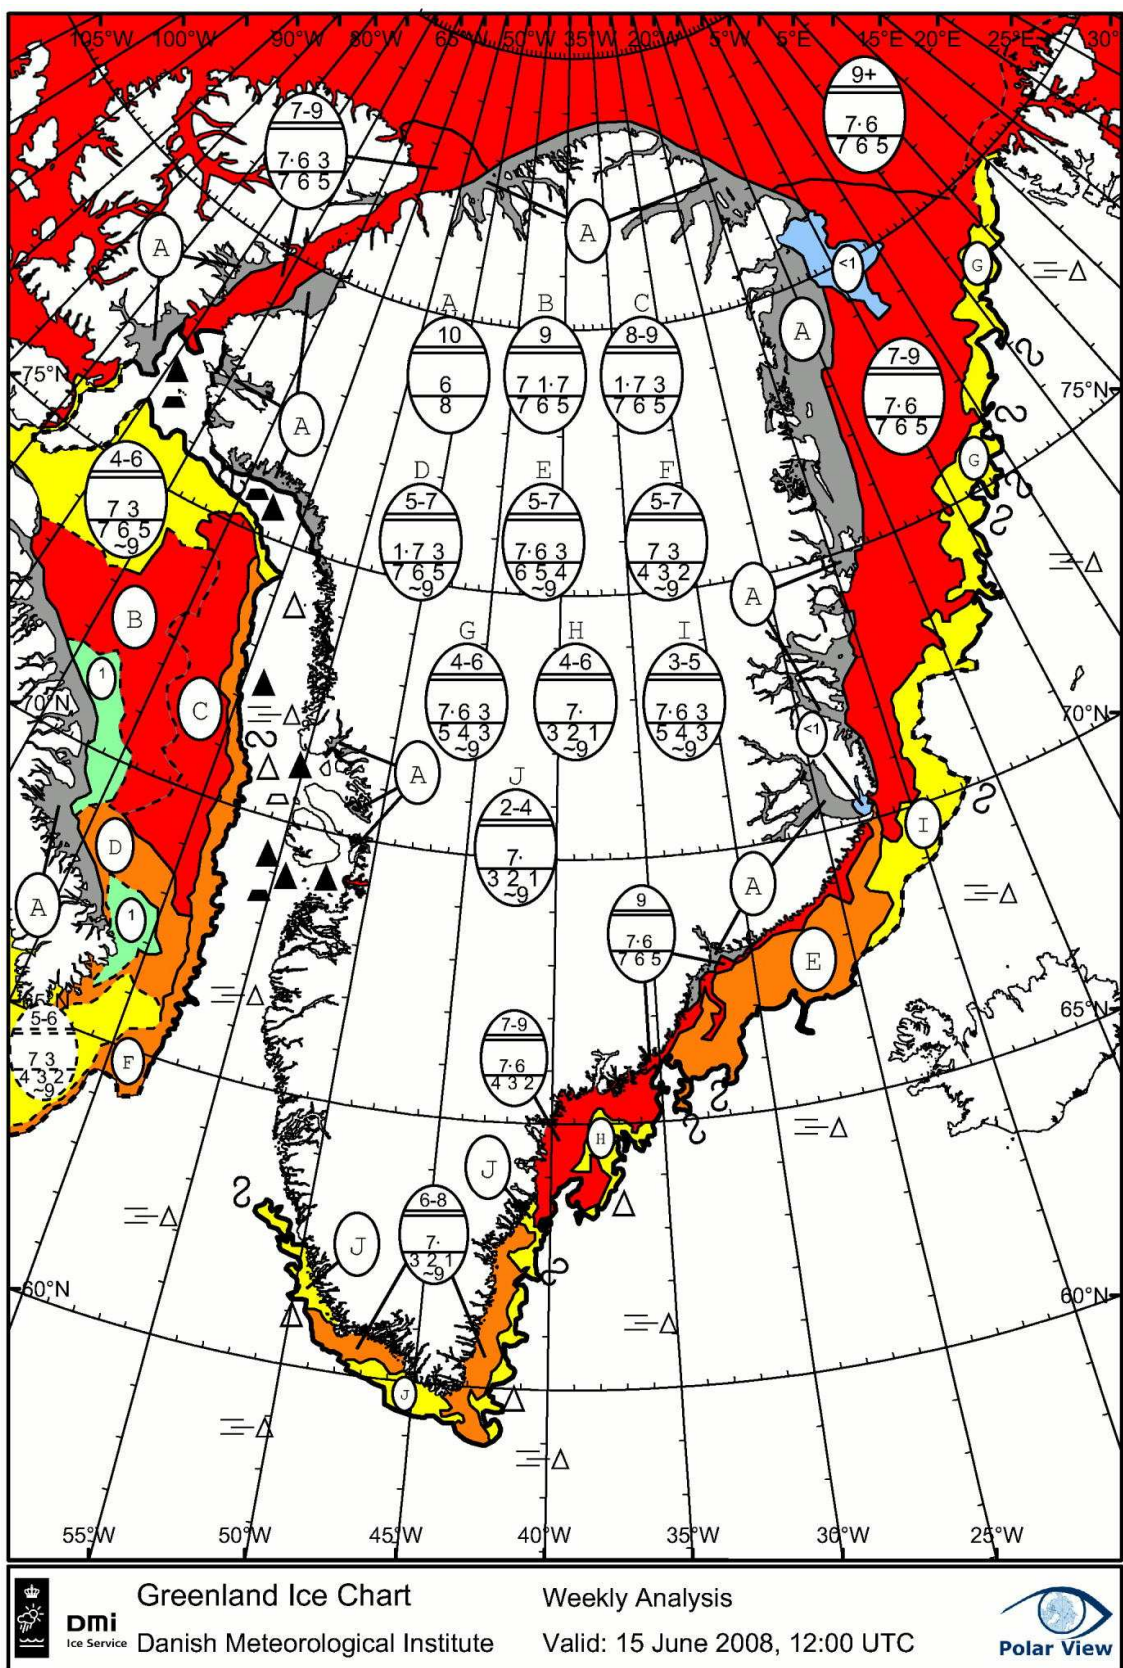 105°W 100°W 90°W 80°W 65°W 50°W 35°W 5°W 5°E 15°E 20°E 25°E 30°
9+
7·6
7 6 5
7-9
7·6 3
7 6 5
A
A
<1
G
A
7-9
7·6
7 6 5
A B C
10 9 8-9
6 7 1·7 1·7 3
8 7 6 5 7 6 5
75°N 75°N
A
G
4-6
7 3
7 6 5
~9
D E F
5-7 5-7 5-7
1·7 3 7·6 3 7 3
7 6 5 6 5 4 4 3 2
~9 ~9 ~9
A
B
G H I
4-6 4-6 3-5
7·6 3 7· 7·6 3
5 4 3 3 2 1 5 4 3
~9 ~9 ~9
1
70°N 70°N
C
<1
A
J
2-4
7·
3 2 1
~9
I
D
A
A
1
9
7·6
7 6 5
E
65°N 65°N
5-6
7 3
4 3 2
~9
F
7-9
7·6
4 3 2
H
J
6-8
7·
3 2 1
~9
J
60°N 60°N
J
55°W 50°W 45°W 40°W 35°W 30°W 25°W
Greenland Ice Chart
Weekly Analysis
DMi
Ice Service
Danish Meteorological Institute
Valid: 15 June 2008, 12:00 UTC
Polar View